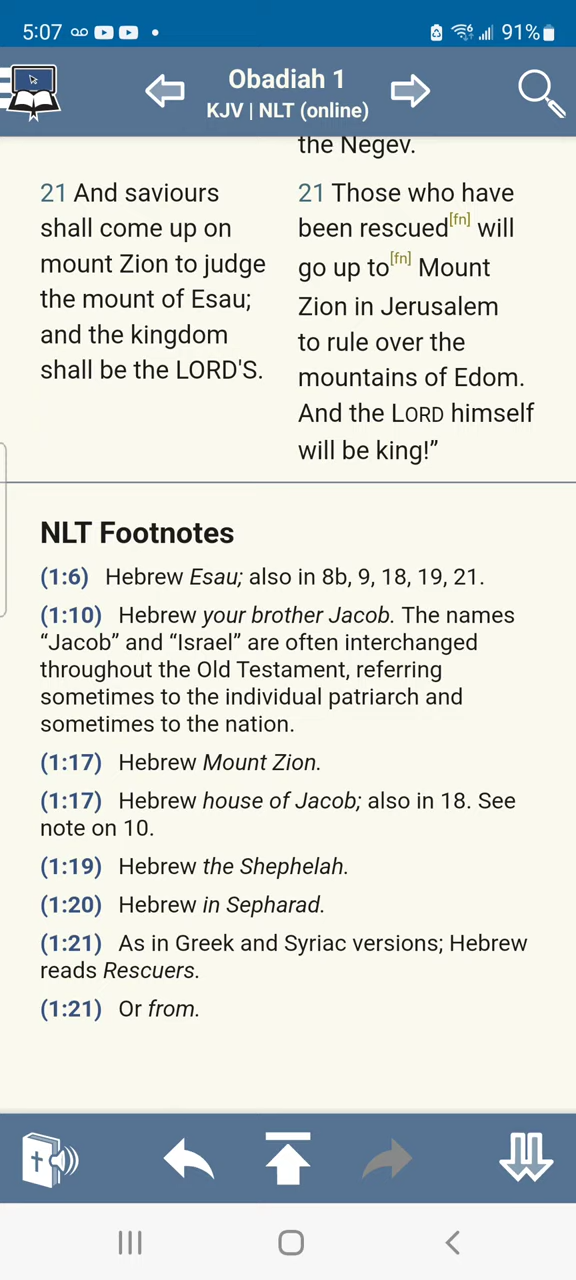 5:07
91%
Obadiah 1
KJV | NLT (online)
the Negev.
21 And saviours
shall come up on
mount Zion to judge
the mount of Esau;
and the kingdom
shall be the LORD'S.
21 Those who have
been rescued[fn] will
go up to[fn] Mount
Zion in Jerusalem
to rule over the
mountains of Edom.
And the LORD himself
will be king!”
NLT Footnotes
(1:6) Hebrew Esau; also in 8b, 9, 18, 19, 21.
(1:10) Hebrew your brother Jacob. The names
“Jacob” and “Israel” are often interchanged
throughout the Old Testament, referring
sometimes to the individual patriarch and
sometimes to the nation.
(1:17) Hebrew Mount Zion.
(1:17) Hebrew house of Jacob; also in 18. See
note on 10.
(1:19) Hebrew the Shephelah.
(1:20) Hebrew in Sepharad.
(1:21) As in Greek and Syriac versions; Hebrew
reads Rescuers.
(1:21) Or from.